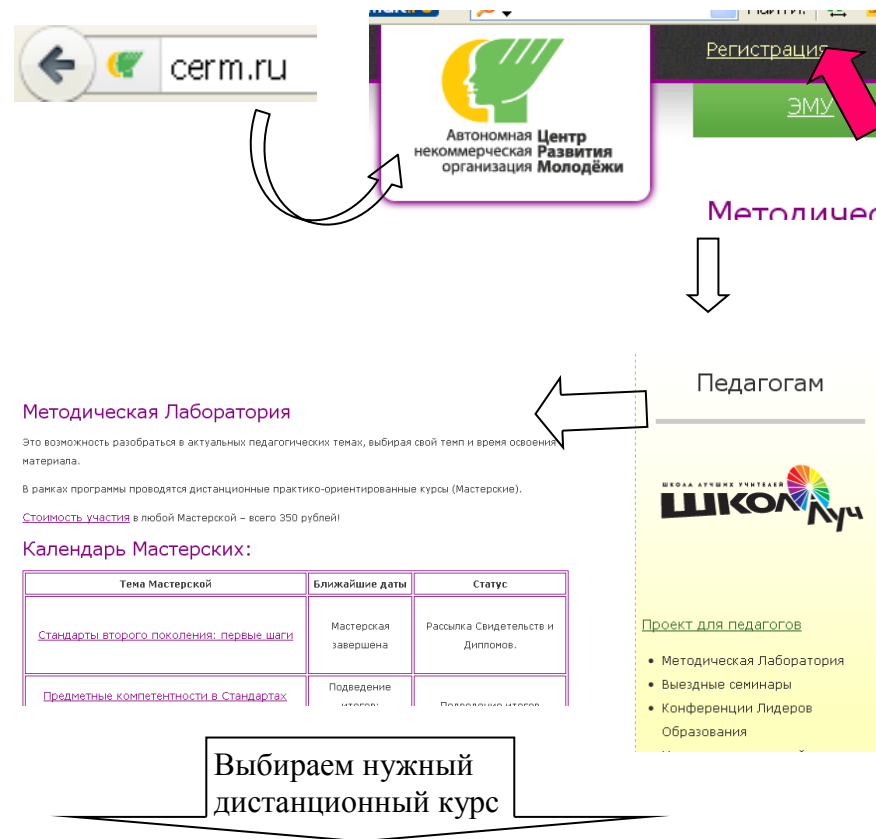 Найти:
cerm.ru
Регистрация
ЭМУ
Автономная Центр
некоммерческая Развития
организация Молодёжи
Педагогам
Методическая Лаборатория
Это возможность разобраться в актуальных педагогических темах, выбирая свой темп и время освоения
материала.
В рамках программы проводятся дистанционные практико-ориентированные курсы (Мастерские).
Стоимость участия в любой Мастерской – всего 350 рублей!
Календарь Мастерских:
Тема Мастерской Ближайшие даты Статус
Стандарты второго поколения: первые шаги
Мастерская
завершена
Рассылка Свидетельств и
Дипломов.
Предметные компетентности в Стандартах
Подведение
итогов:
Подведение итогов
ШКОЛА ЛУЧШИХ УЧИТЕЛЕЙ
ШКОЛА Луч
Проект для педагогов
• Методическая Лаборатория
• Выездные семинары
• Конференции Лидеров
Образования
Выбираем нужный
дистанционный курс